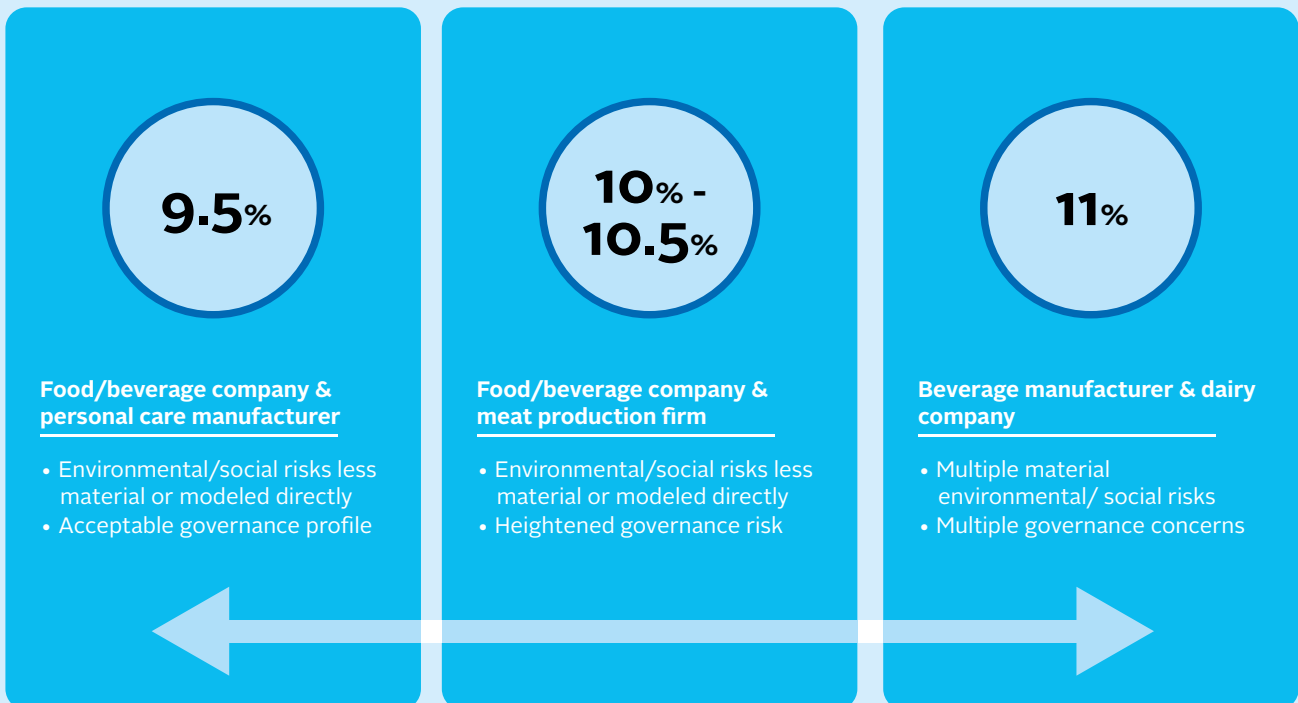 9.5%
Food/beverage company &
personal care manufacturer
• Environmental/social risks less
material or modeled directly
• Acceptable governance profile
10% -
10.5%
Food/beverage company &
meat production firm
• Environmental/social risks less
material or modeled directly
• Heightened governance risk
11%
Beverage manufacturer & dairy
company
• Multiple material
environmental/ social risks
• Multiple governance concerns